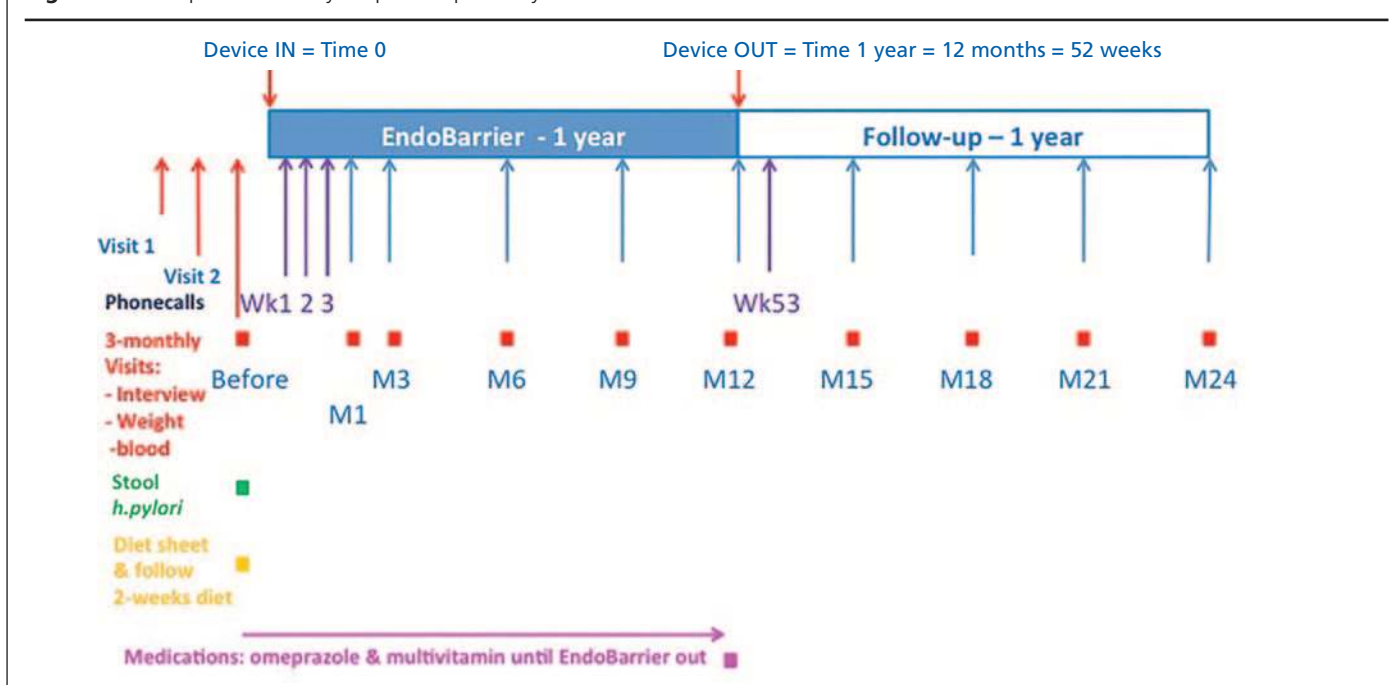 Device IN = Time 0
Device OUT = Time 1 year = 12 months = 52 weeks
EndoBarrier - 1 year
Follow-up – 1 year
Visit 1
Visit 2
Phonecalls
Wk1 2 3
Wk53
3-monthly
Visits:
- Interview
- Weight
-blood
Before
M1
M3
M6
M9
M12
M15
M18
M21
M24
Stool
h.pylori
Diet sheet
& follow
2-weeks diet
Medications: omeprazole & multivitamin until EndoBarrier out